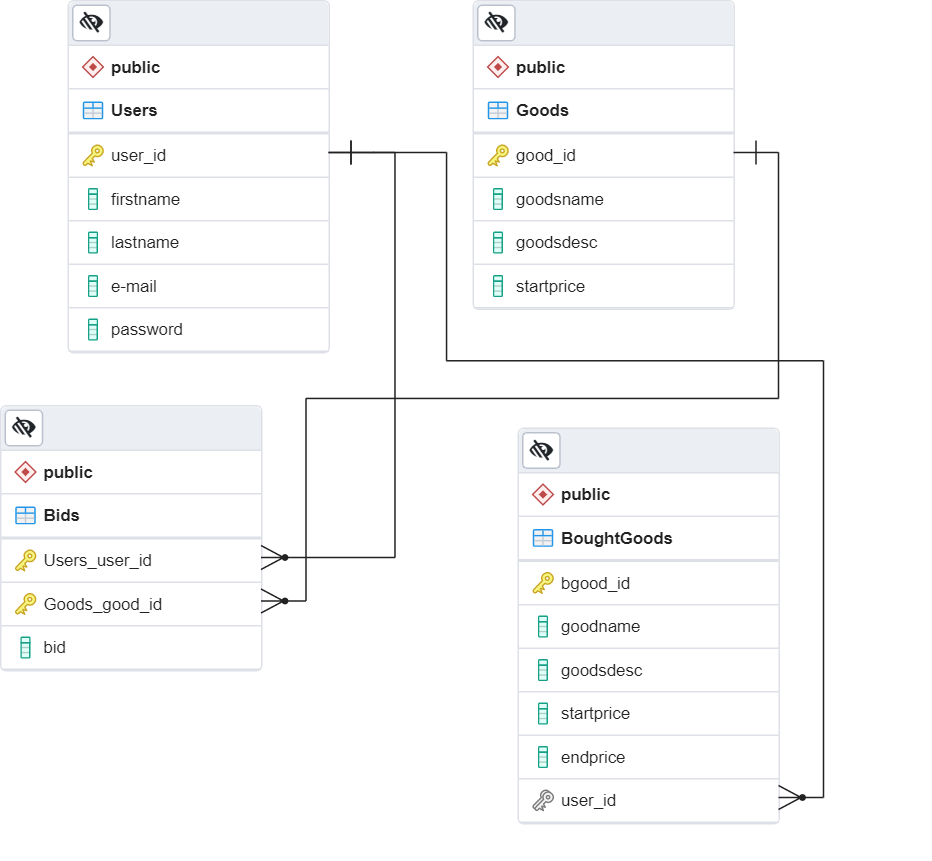 public
Users
user_id
firstname
lastname
e-mail
password
public
Goods
good_id
goodsname
goodsdesc
startprice
public
Bids
Users_user_id
Goods_good_id
bid
public
BoughtGoods
bgood_id
goodname
goodsdesc
startprice
endprice
user_id